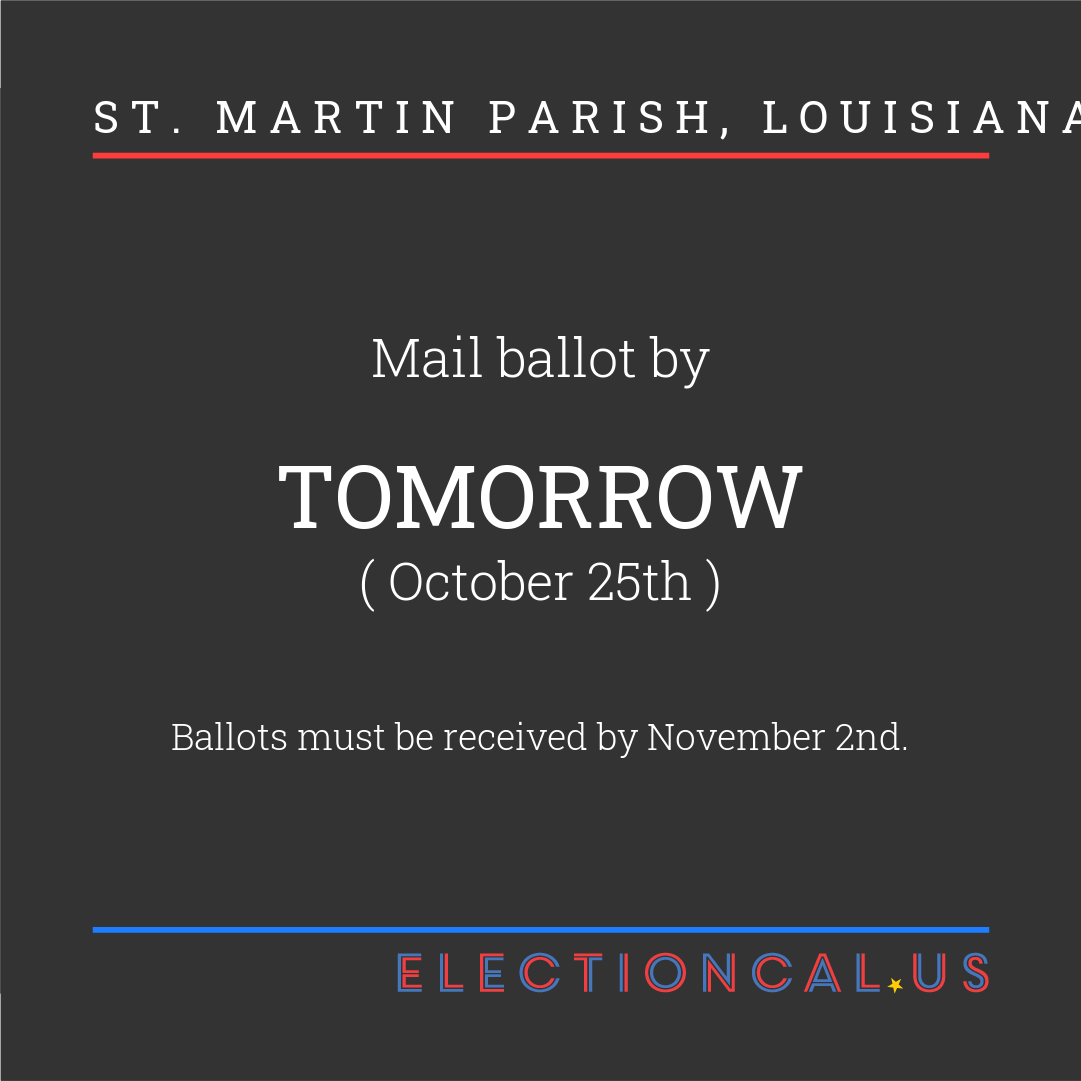 ST. MARTIN PARISH, LOUISIANA
Mail ballot by
TOMORROW
( October 25th )
Ballots must be received by November 2nd.
ELECTIONCAL.US